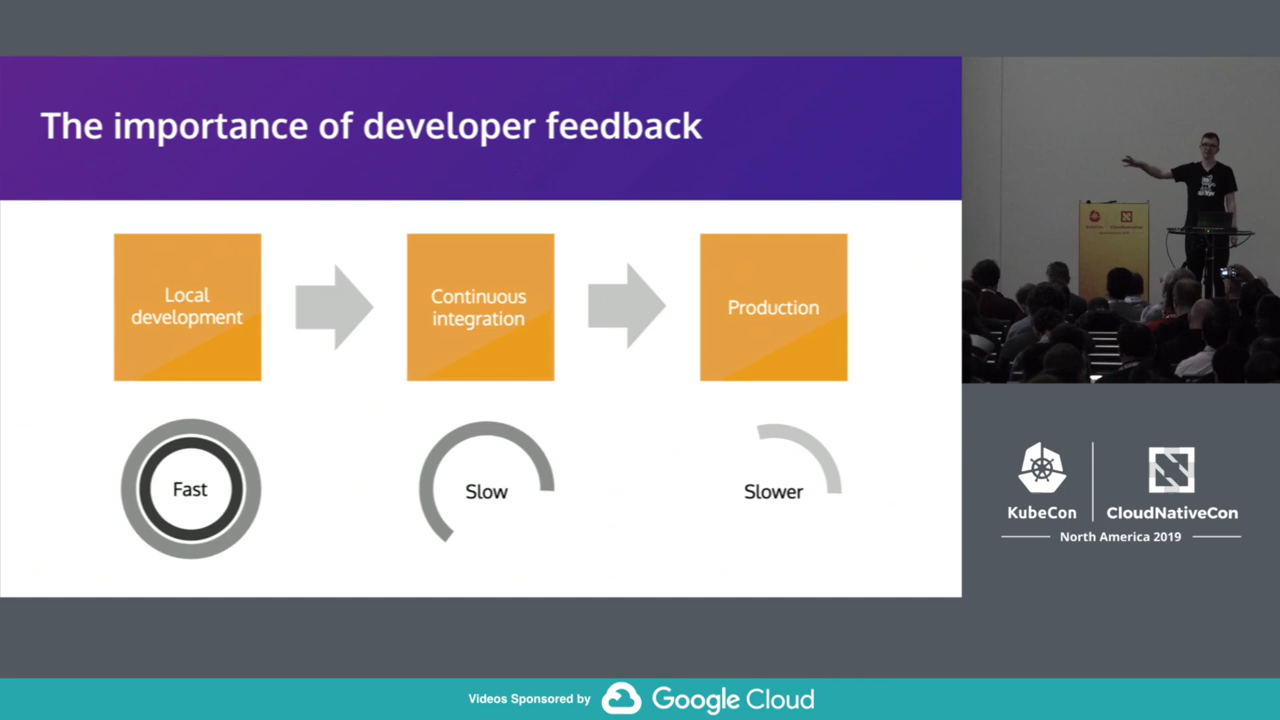 The importance of developer feedback
Local
development
Continuous
integration
Production
Fast
Slow
Slower
KubeCon
CloudNativeCon
North America 2019
Videos Sponsored by
Google Cloud